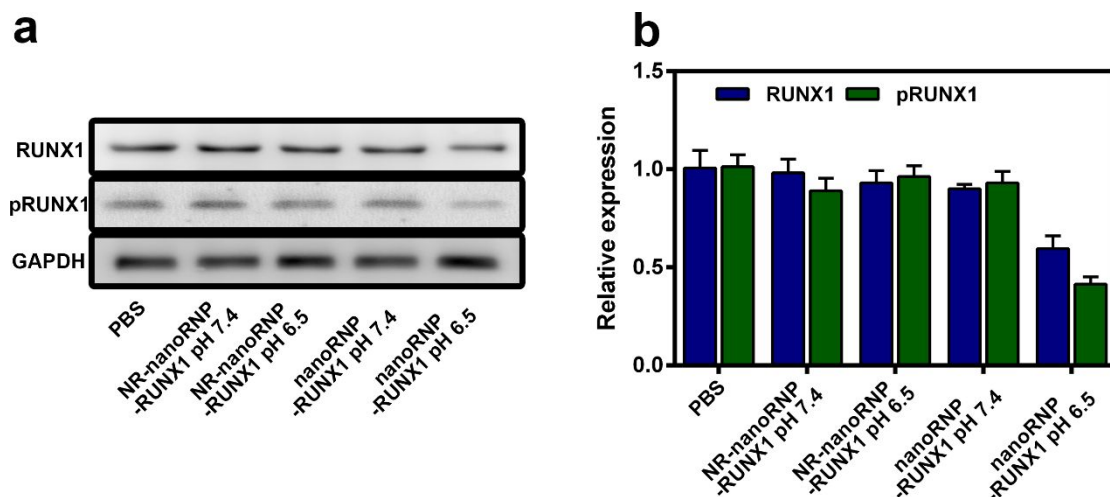 a
RUNX1
pRUNX1
GAPDH
PBS
NR-nanoRNP
-RUNX1 pH 7.4
NR-nanoRNP
-RUNX1 pH 6.5
nanoRNP
-RUNX1 pH 7.4
nanoRNP
-RUNX1 pH 6.5
b
Relative expression
1.5
1.0
0.5
0.0
RUNX1 pRUNX1
PBS
NR-nanoRNP
-RUNX1 pH 7.4
NR-nanoRNP
-RUNX1 pH 6.5
nanoRNP
-RUNX1 pH 7.4
nanoRNP
-RUNX1 pH 6.5